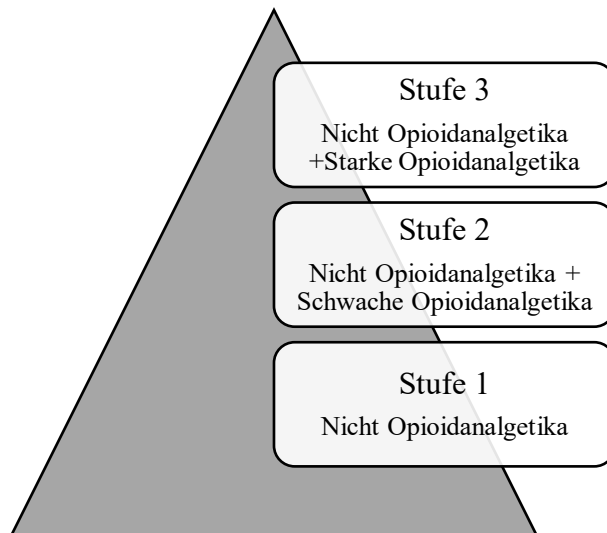 Stufe 3
Nicht Opioidanalgetika
+Starke Opioidanalgetika
Stufe 2
Nicht Opioidanalgetika +
Schwache Opioidanalgetika
Stufe 1
Nicht Opioidanalgetika